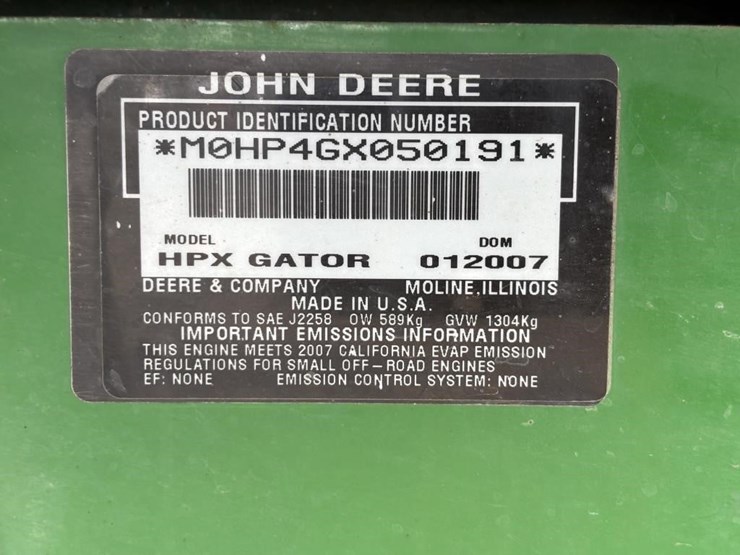 JOHN DEERE
PRODUCT IDENTIFICATION NUMBER
*M0HP4GX050191*
MODEL DOM
HPX GATOR 012007
DEERE & COMPANY MOLINE,ILLINOIS
MADE IN U.S.A.
CONFORMS TO SAE J2258 OW 589Kg GVW 1304Kg
IMPORTANT EMISSIONS INFORMATION
THIS ENGINE MEETS 2007 CALIFORNIA EVAP EMISSION
REGULATIONS FOR SMALL OFF-ROAD ENGINES
EF: NONE EMISSION CONTROL SYSTEM: NONE